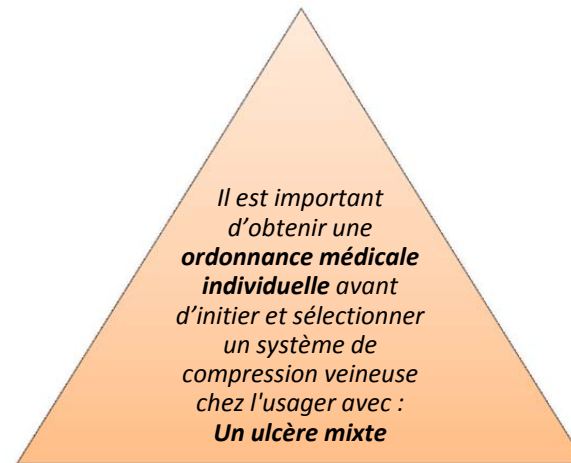 Il est important
d’obtenir une
ordonnance médicale
individuelle avant
d’initier et sélectionner
un système de
compression veineuse
chez l'usager avec :
Un ulcère mixte